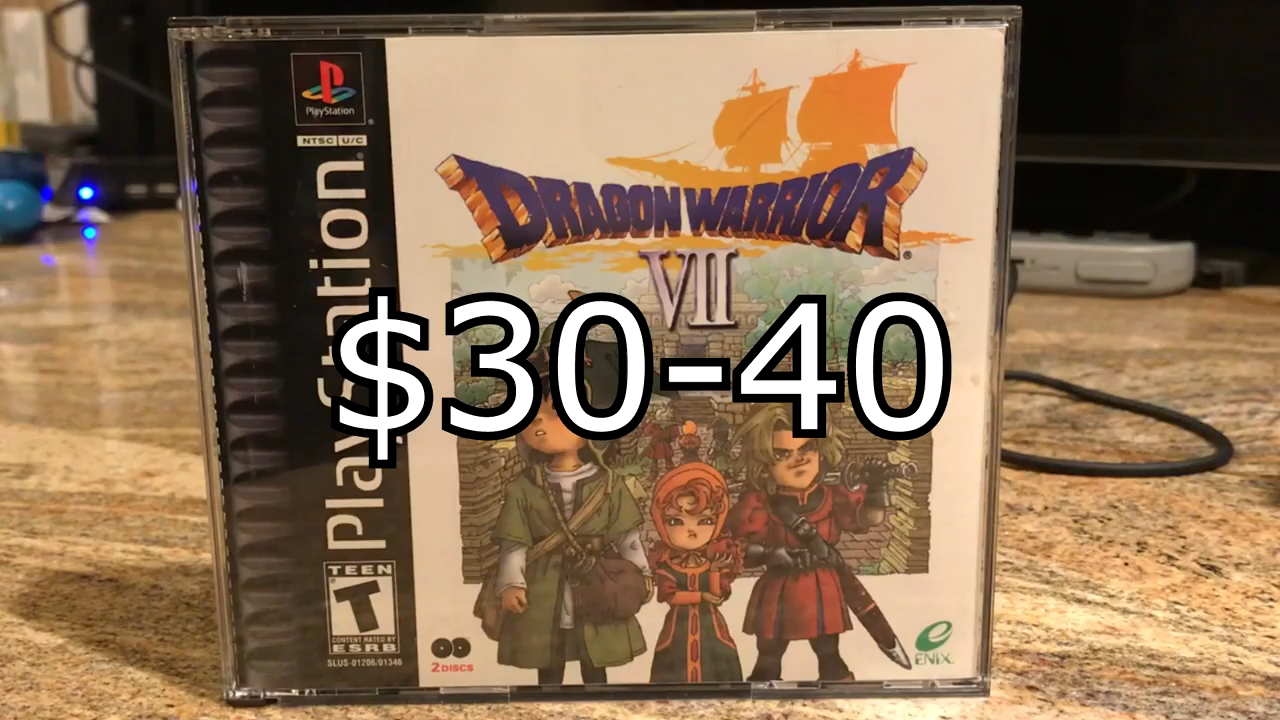 PlayStation
NTSC U/C
PlayStation®
DRAGON WARRIOR®
VII
$30-40
TEEN
T
CONTENT RATED BY
ESRB
SLUS-01206/01346
2 DISCS
ENIX